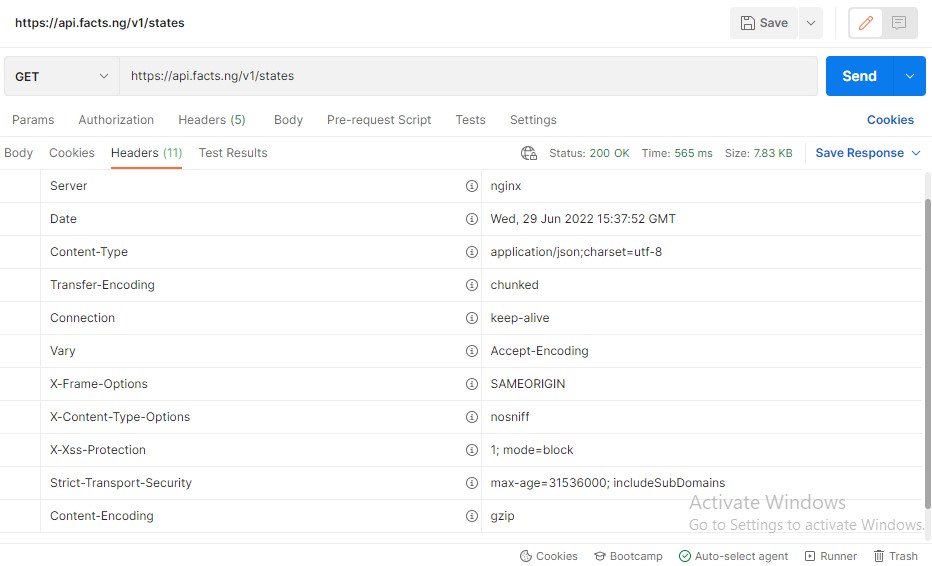 https://api.facts.ng/v1/states
Save
GET https://api.facts.ng/v1/states Send
Params Authorization Headers (5) Body Pre-request Script Tests Settings Cookies
Body Cookies Headers (11) Test Results Status: 200 OK Time: 565 ms Size: 7.83 KB Save Response
Server nginx
Date Wed, 29 Jun 2022 15:37:52 GMT
Content-Type application/json;charset=utf-8
Transfer-Encoding chunked
Connection keep-alive
Vary Accept-Encoding
X-Frame-Options SAMEORIGIN
X-Content-Type-Options nosniff
X-Xss-Protection 1; mode=block
Strict-Transport-Security max-age=31536000; includeSubDomains
Content-Encoding gzip
Activate Windows
Go to Settings to activate Windows.
Cookies Bootcamp Auto-select agent Runner Trash